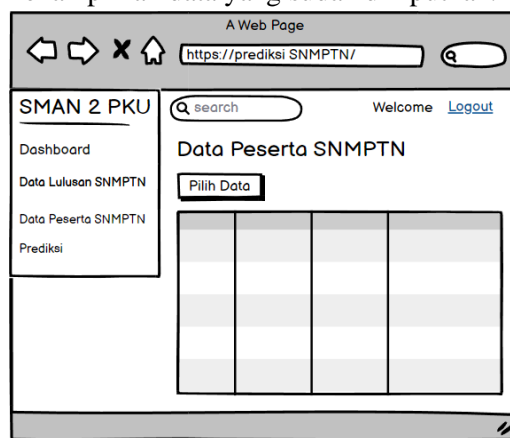 A Web Page
https://prediksi SNMPTN/
SMAN 2 PKU
search
Welcome Logout
Dashboard
Data Lulusan SNMPTN
Data Peserta SNMPTN
Prediksi
Data Peserta SNMPTN
Pilih Data